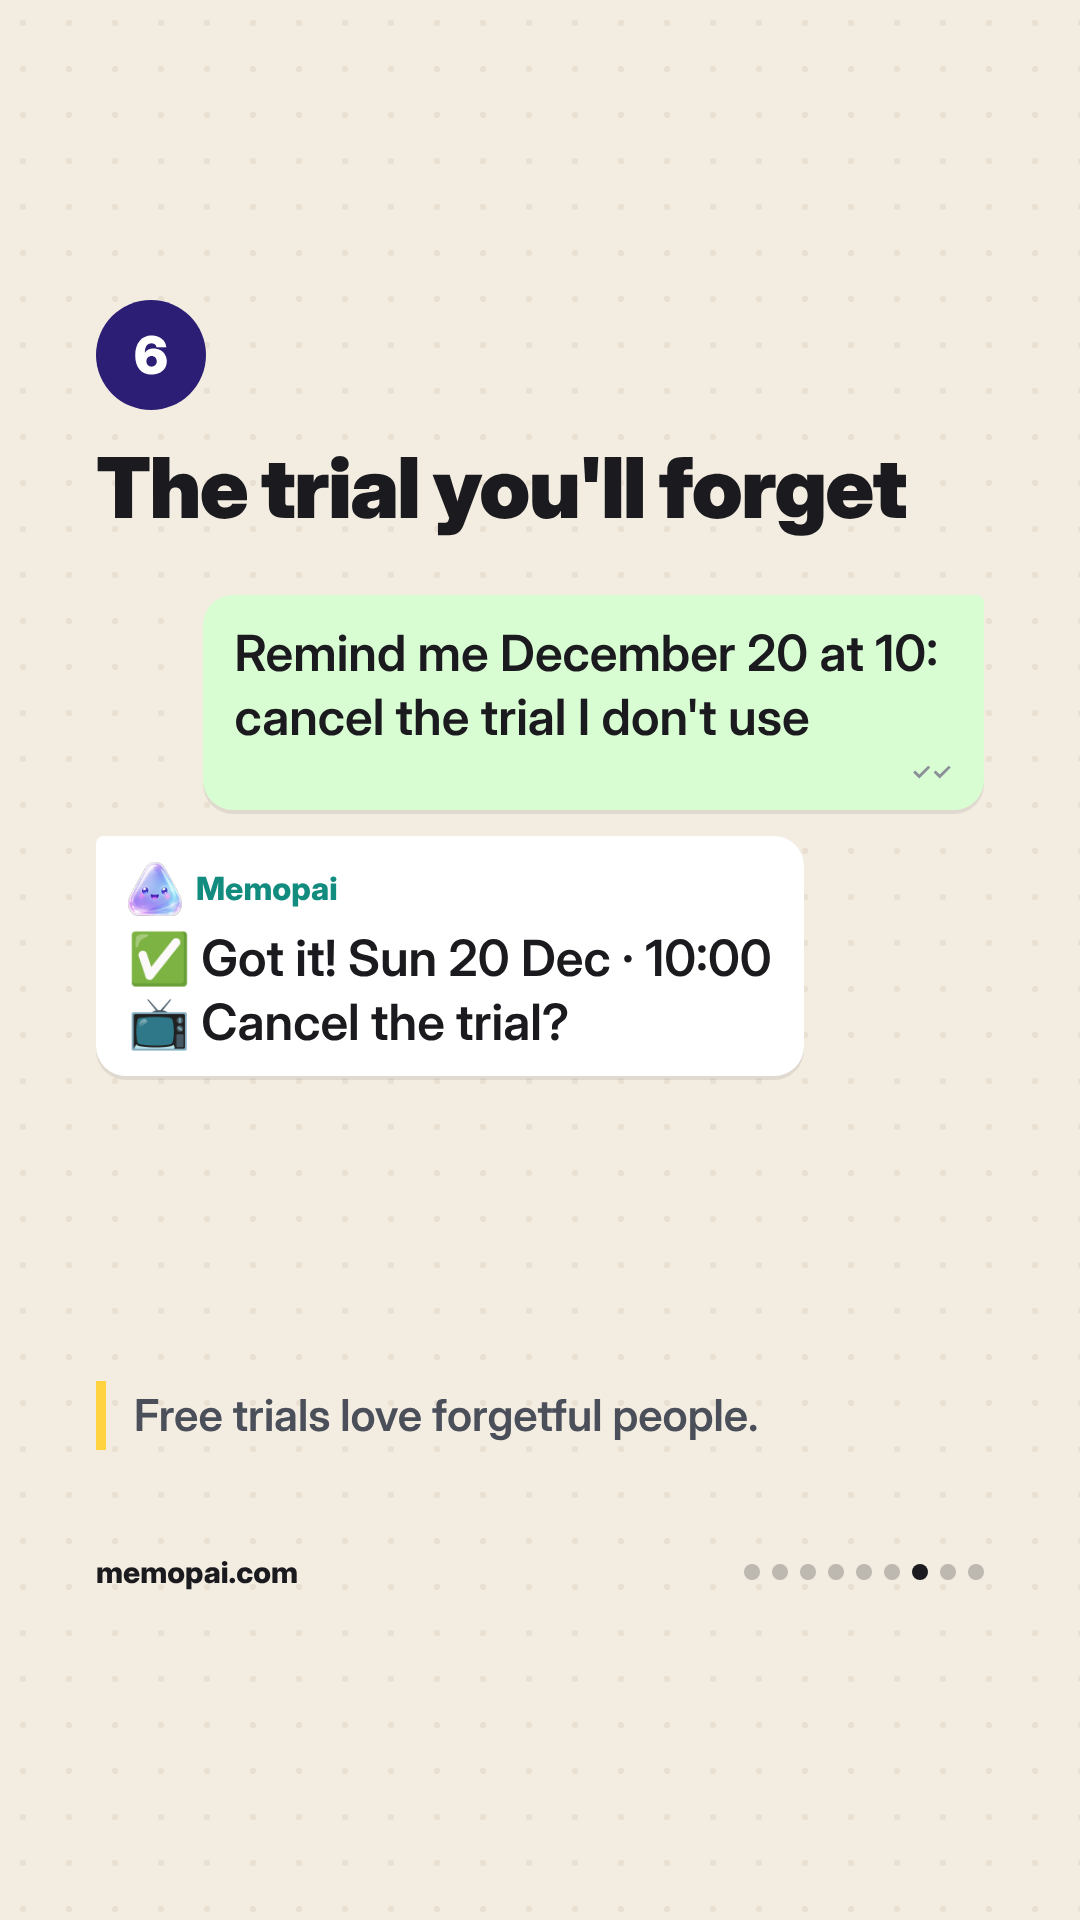 6
The trial you'll forget
Remind me December 20 at 10:
cancel the trial I don't use
Memopai
✅ Got it! Sun 20 Dec · 10:00
📺 Cancel the trial?
Free trials love forgetful people.
memopai.com